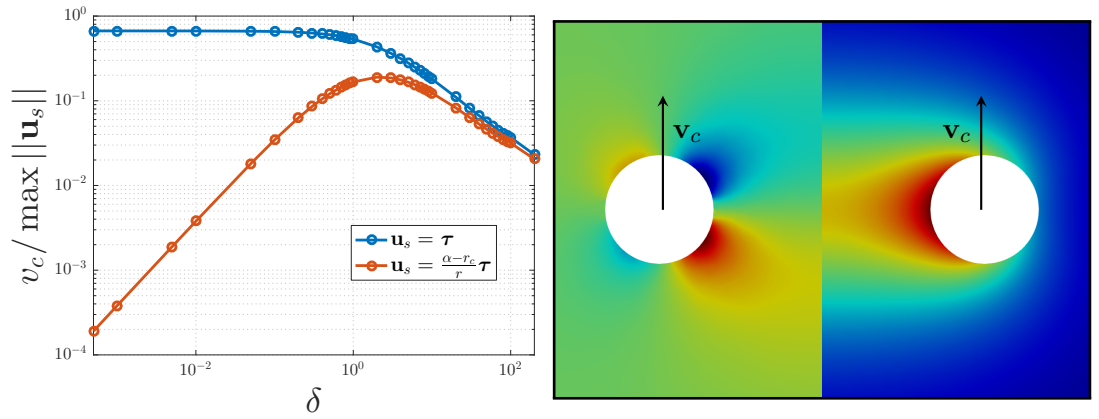 10⁰
10⁻¹
10⁻²
10⁻³
10⁻⁴
v_c / max ||u_s||
u_s = τ
u_s = (α−r_c)/r τ
10⁻² 10⁰ 10²
δ
v_c
v_c